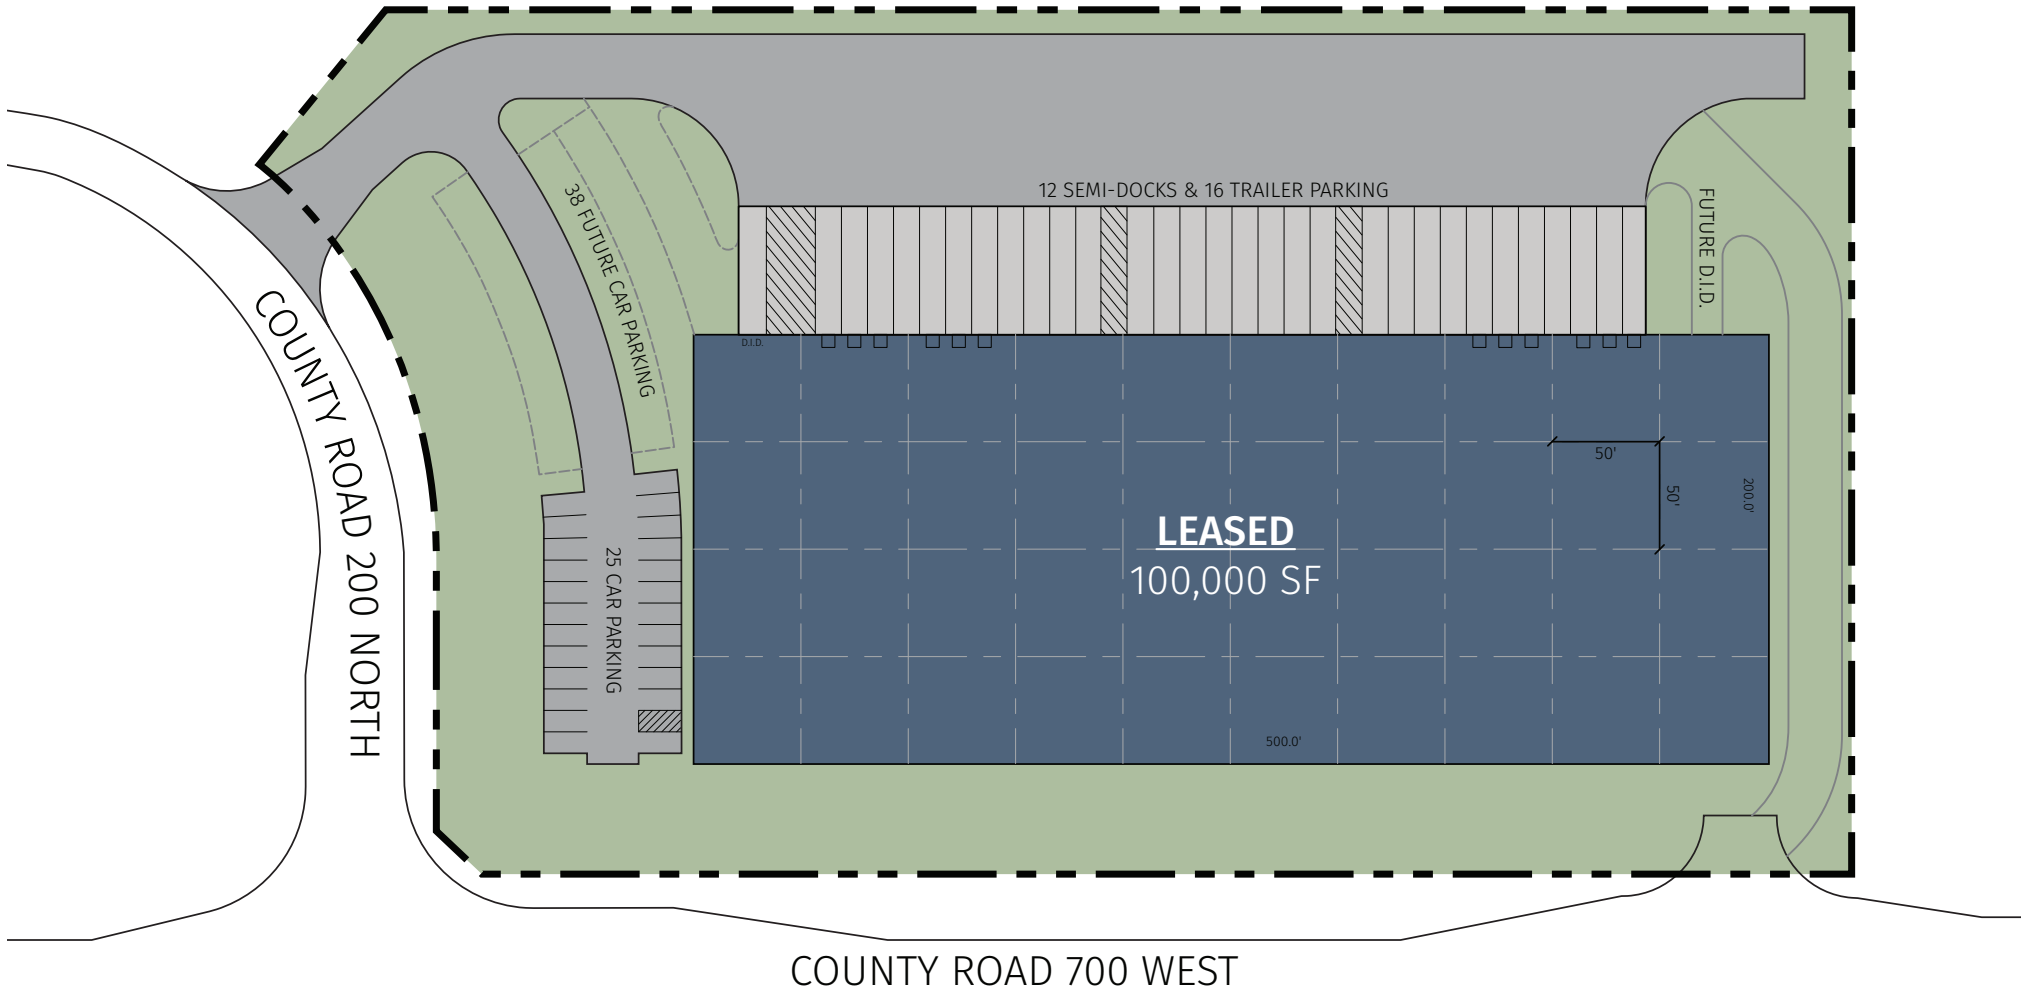 12 SEMI-DOCKS & 16 TRAILER PARKING
38 FUTURE CAR PARKING
FUTURE D.I.D.
COUNTY ROAD 200 NORTH
D.I.D.
50'
50'
200.0'
LEASED
100,000 SF
25 CAR PARKING
500.0'
COUNTY ROAD 700 WEST